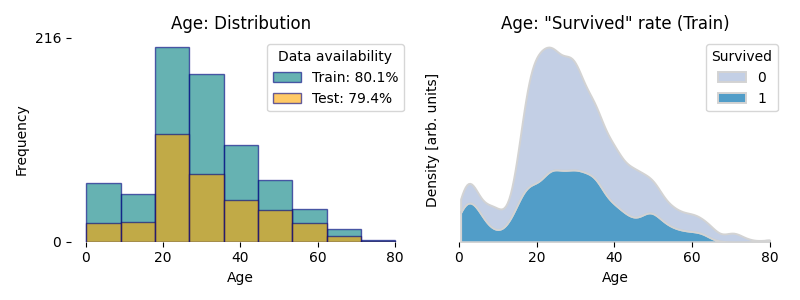 Age: Distribution
216
0
Frequency
Data availability
Train: 80.1%
Test: 79.4%
0 20 40 60 80
Age
Age: "Survived" rate (Train)
Density [arb. units]
Survived
0
1
0 20 40 60 80
Age